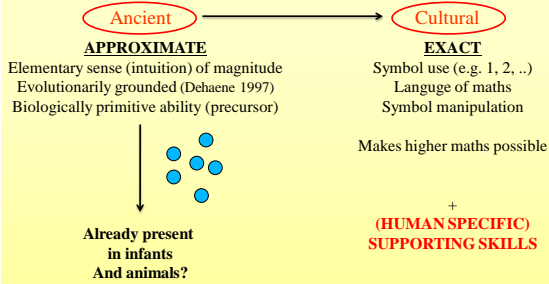 Ancient
Cultural
APPROXIMATE
Elementary sense (intuition) of magnitude
Evolutionarily grounded (Dehaene 1997)
Biologically primitive ability (precursor)
EXACT
Symbol use (e.g. 1, 2, ..)
Languge of maths
Symbol manipulation
Makes higher maths possible
Already present
in infants
And animals?
+
(HUMAN SPECIFIC)
SUPPORTING SKILLS